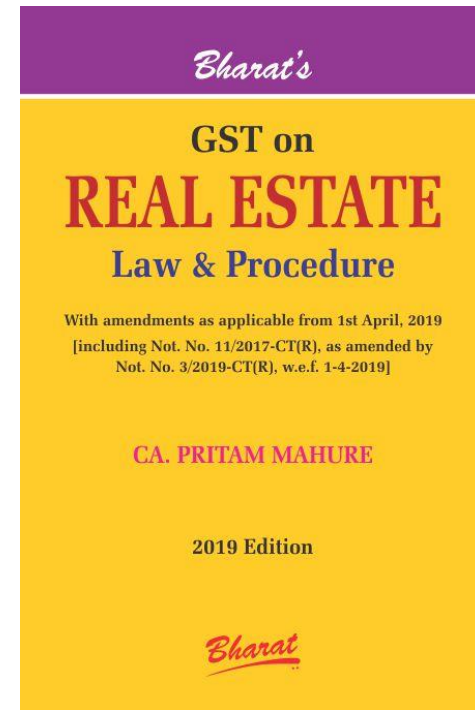 Bharat's
GST on
REAL ESTATE
Law & Procedure
With amendments as applicable from 1st April, 2019
[including Not. No. 11/2017-CT(R), as amended by
Not. No. 3/2019-CT(R), w.e.f. 1-4-2019]
CA. PRITAM MAHURE
2019 Edition
Bharat